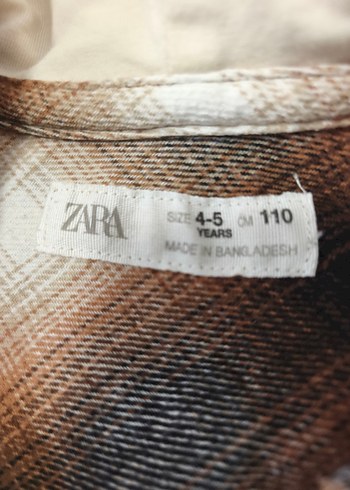 ZARA
SIZE 4-5 CM 110
YEARS
MADE IN BANGLADESH